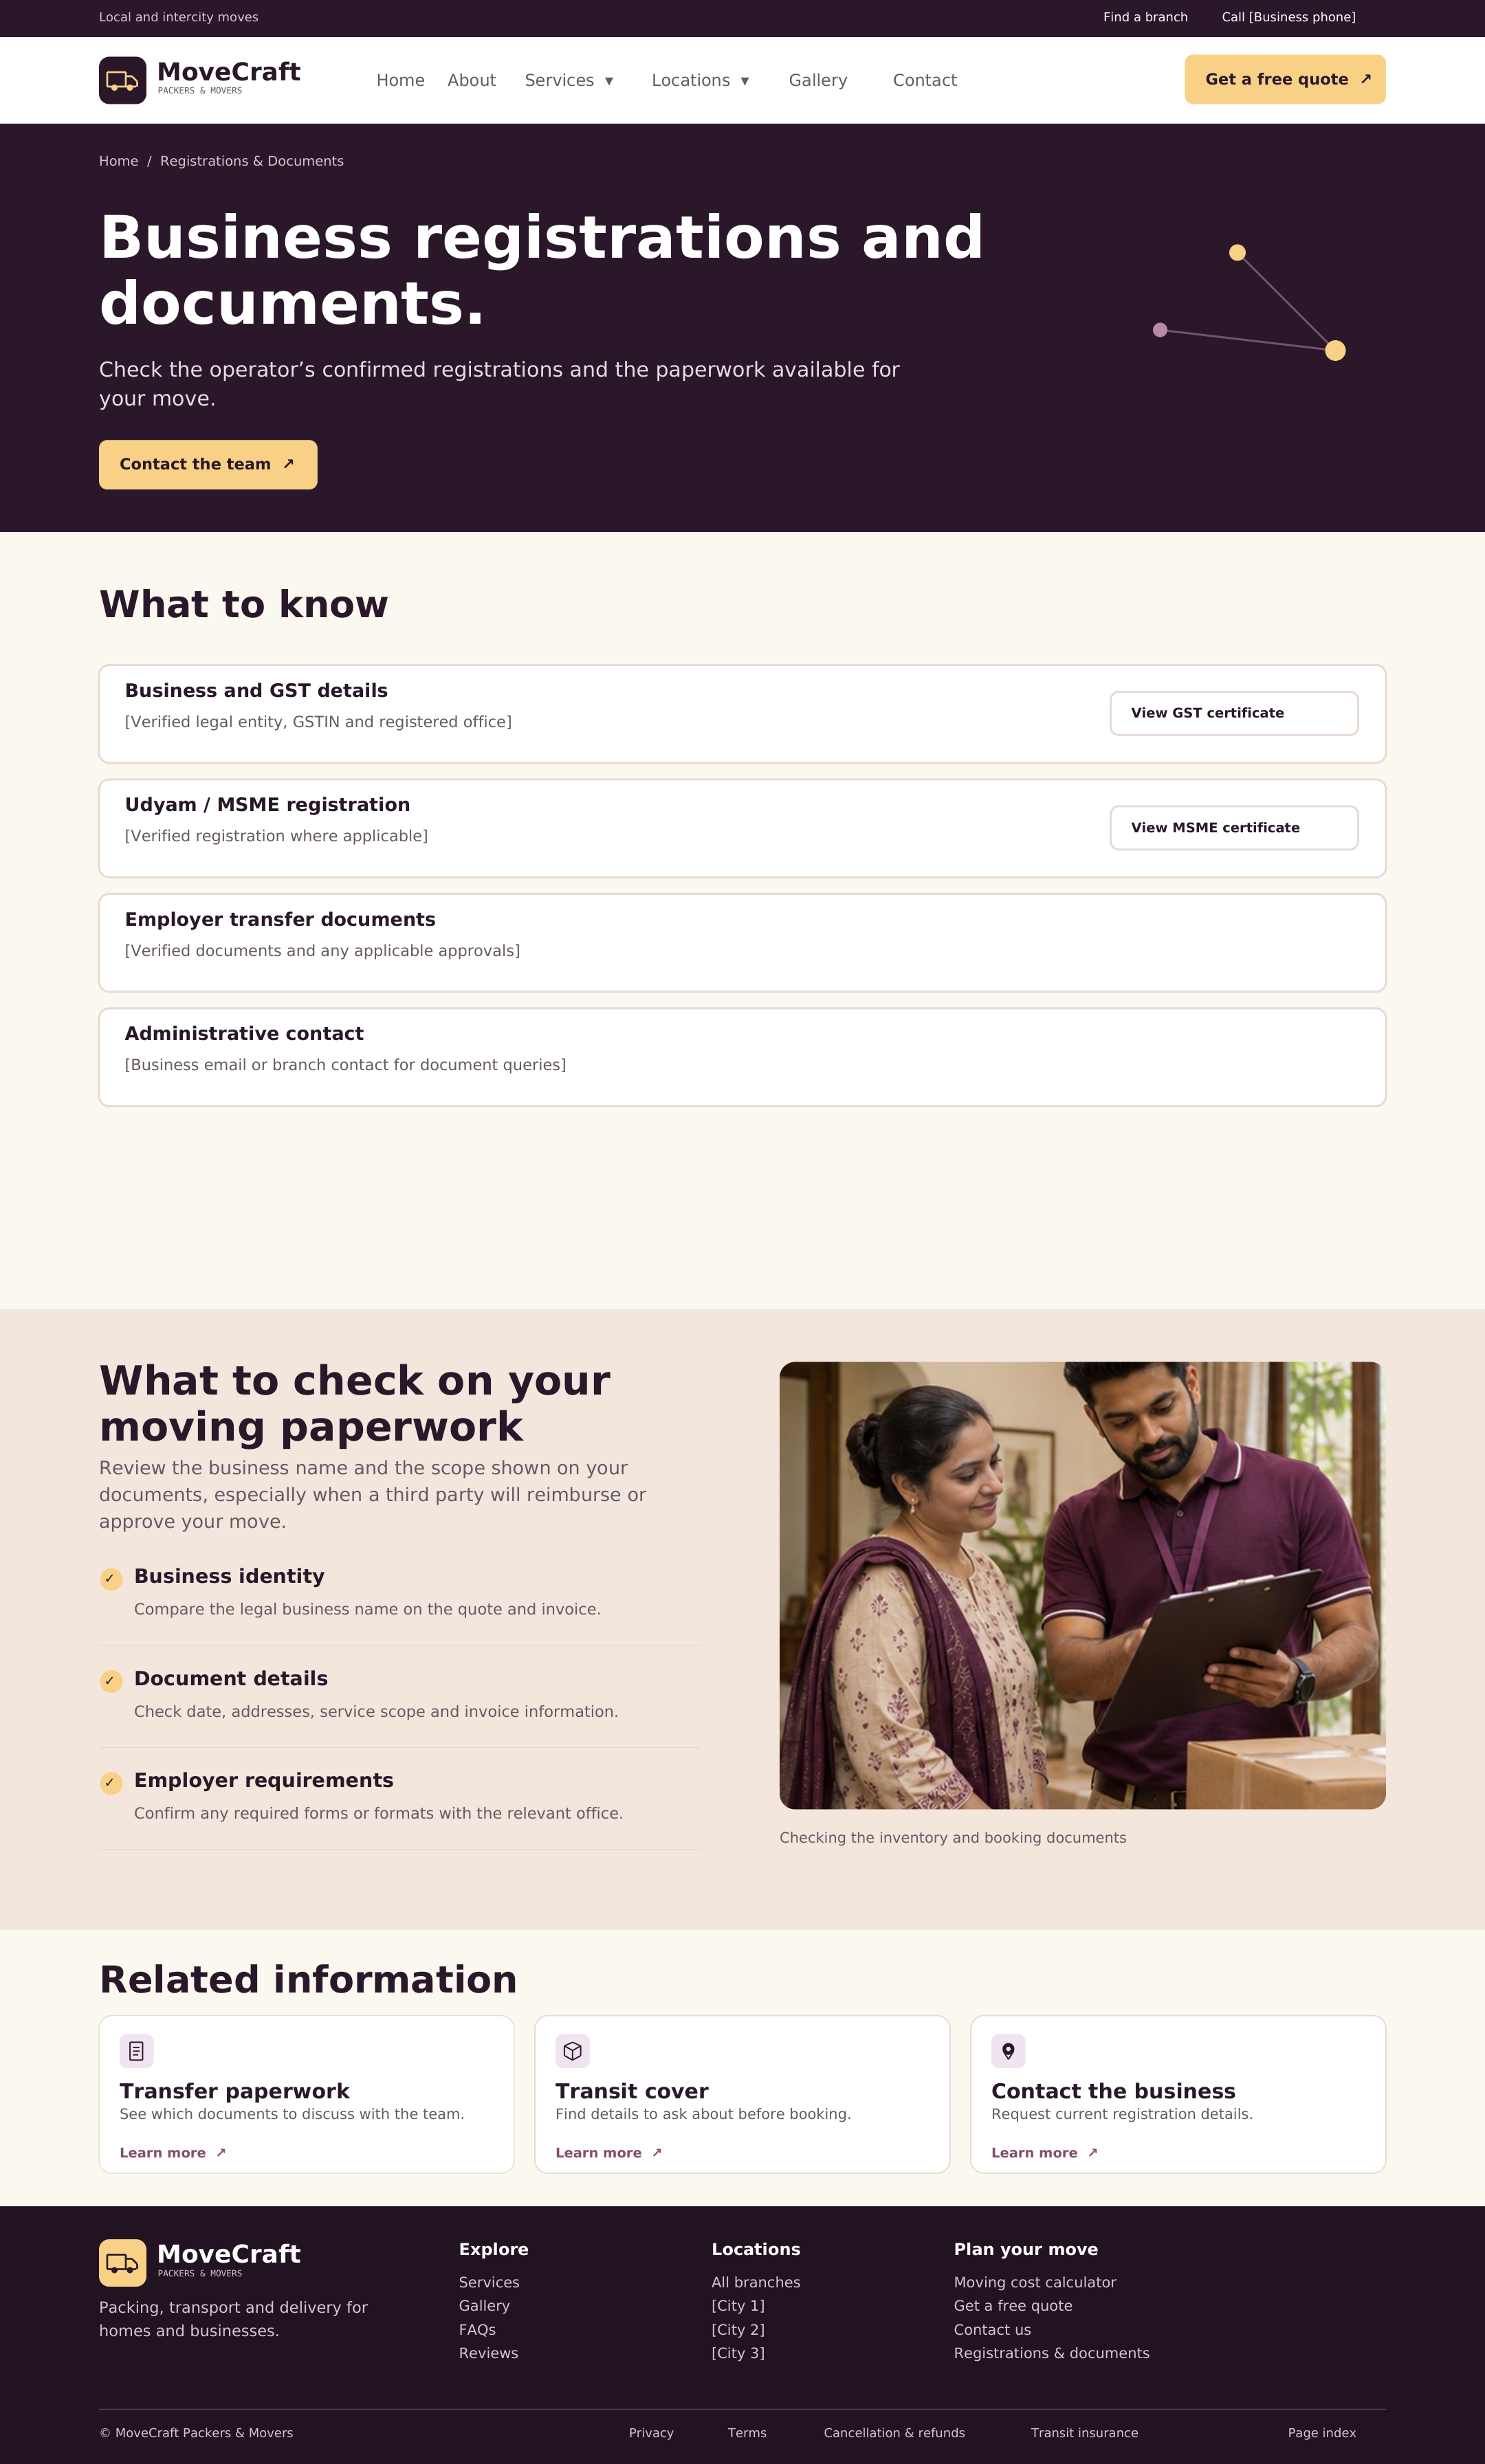 Local and intercity moves
Find a branch
Call [Business phone]
MoveCraft
PACKERS & MOVERS
Home
About
Services ▾
Locations ▾
Gallery
Contact
Get a free quote ↗
Home / Registrations & Documents
Business registrations and
documents.
Check the operator’s confirmed registrations and the paperwork available for
your move.
Contact the team ↗
What to know
Business and GST details
[Verified legal entity, GSTIN and registered office]
View GST certificate
Udyam / MSME registration
[Verified registration where applicable]
View MSME certificate
Employer transfer documents
[Verified documents and any applicable approvals]
Administrative contact
[Business email or branch contact for document queries]
What to check on your
moving paperwork
Review the business name and the scope shown on your
documents, especially when a third party will reimburse or
approve your move.
✓ Business identity
Compare the legal business name on the quote and invoice.
✓ Document details
Check date, addresses, service scope and invoice information.
✓ Employer requirements
Confirm any required forms or formats with the relevant office.
Checking the inventory and booking documents
Related information
Transfer paperwork
See which documents to discuss with the team.
Learn more ↗
Transit cover
Find details to ask about before booking.
Learn more ↗
Contact the business
Request current registration details.
Learn more ↗
MoveCraft
PACKERS & MOVERS
Packing, transport and delivery for
homes and businesses.
Explore
Services
Gallery
FAQs
Reviews
Locations
All branches
[City 1]
[City 2]
[City 3]
Plan your move
Moving cost calculator
Get a free quote
Contact us
Registrations & documents
© MoveCraft Packers & Movers
Privacy
Terms
Cancellation & refunds
Transit insurance
Page index